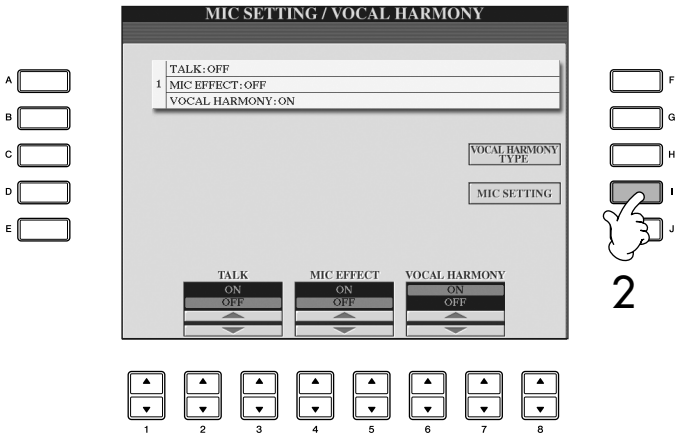 MIC SETTING / VOCAL HARMONY
TALK:OFF
1 MIC EFFECT:OFF
VOCAL HARMONY:ON
A
B
C
D
E
F
G
H
I
J
VOCAL HARMONY
TYPE
MIC SETTING
2
TALK MIC EFFECT VOCAL HARMONY
ON ON ON
OFF OFF OFF
1 2 3 4 5 6 7 8